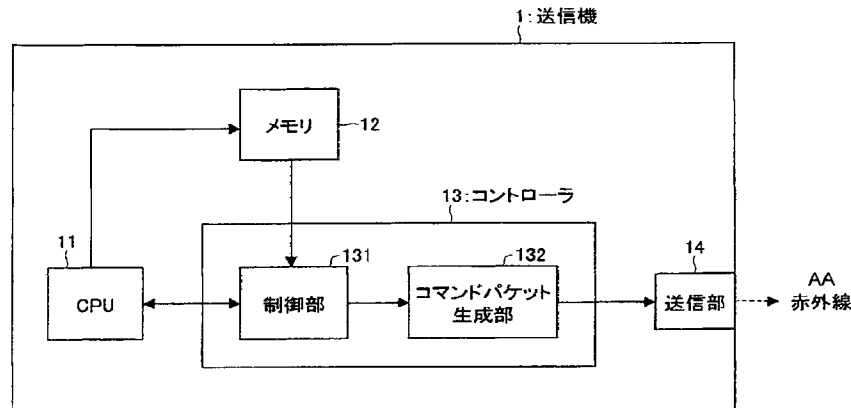 1:送信機
メモリ
12
13:コントローラ
11
CPU
131
制御部
132
コマンドパケット
生成部
14
送信部
AA
赤外線